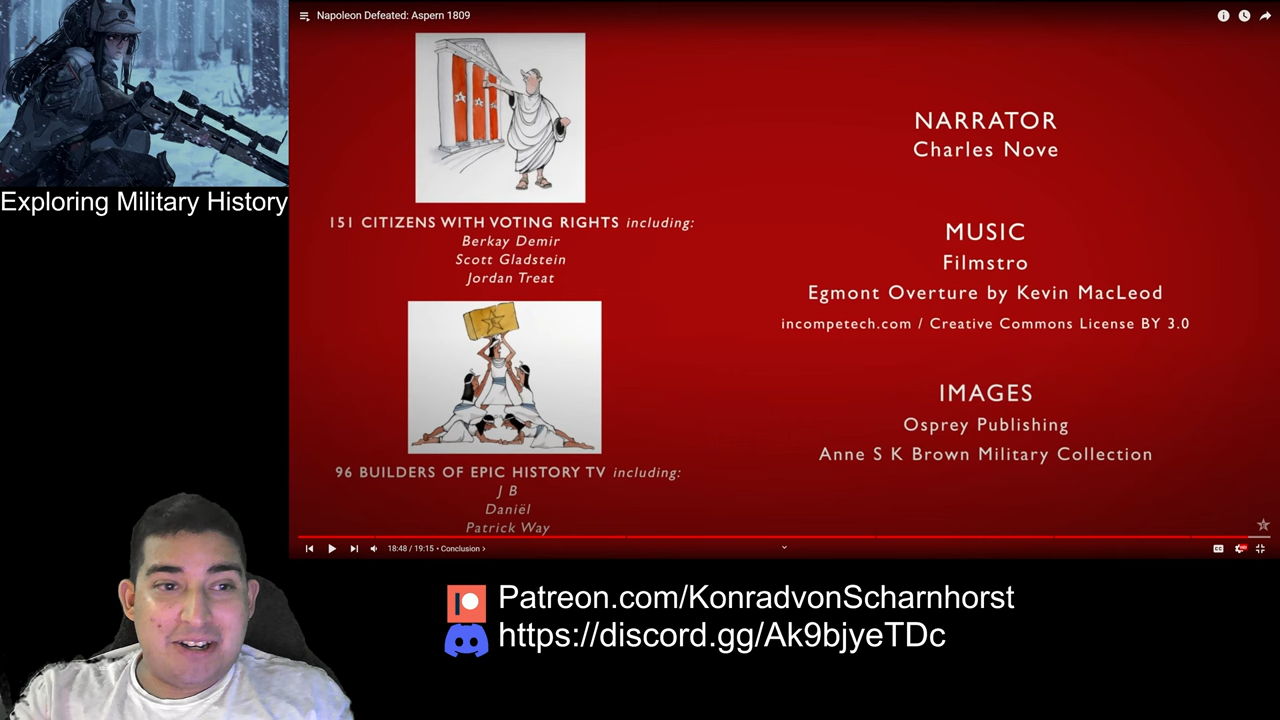 Napoleon Defeated: Aspern 1809
Exploring Military History
151 CITIZENS WITH VOTING RIGHTS including:
Berkay Demir
Scott Gladstein
Jordan Treat
96 BUILDERS OF EPIC HISTORY TV including:
J B
Daniël
Patrick Way
NARRATOR
Charles Nove
MUSIC
Filmstro
Egmont Overture by Kevin MacLeod
incompetech.com / Creative Commons License BY 3.0
IMAGES
Osprey Publishing
Anne S K Brown Military Collection
18:48 / 19:15 • Conclusion ›
Patreon.com/KonradvonScharnhorst
https://discord.gg/Ak9bjyeTDc